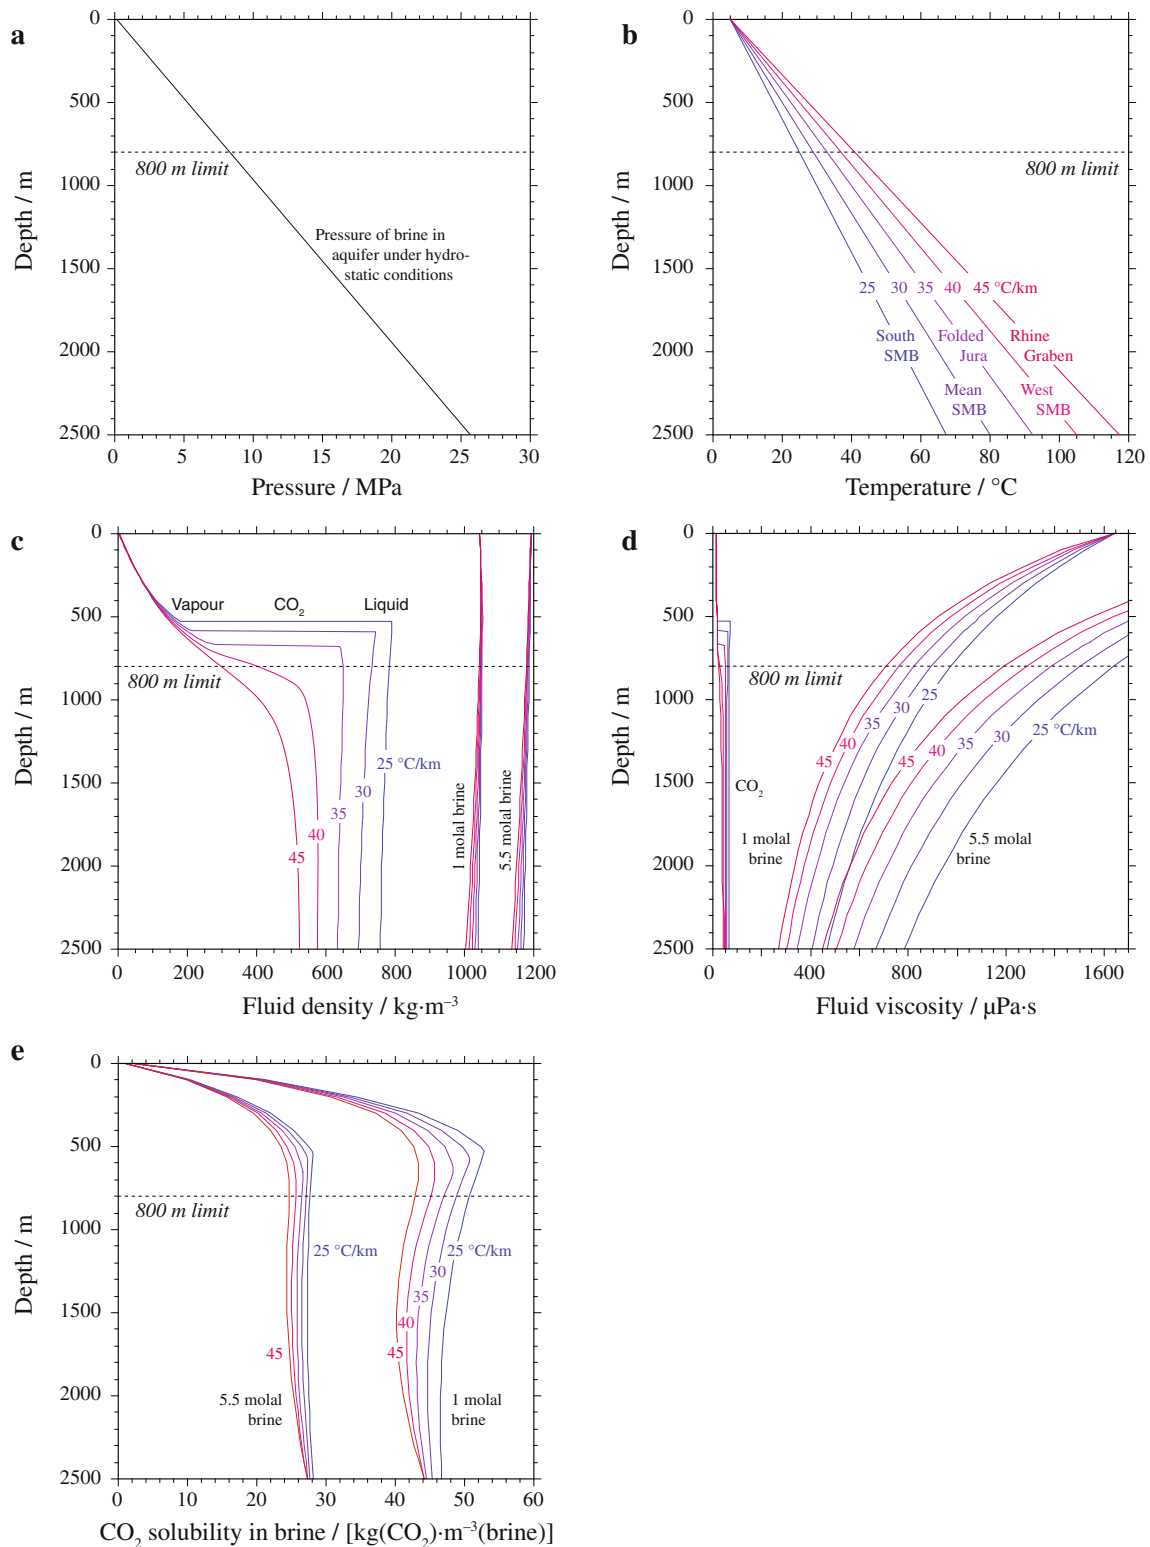 a
0
500
1000
1500
2000
2500
Depth / m
800 m limit
Pressure of brine in
aquifer under hydro-
static conditions
0 5 10 15 20 25 30
Pressure / MPa
b
0
500
1000
1500
2000
2500
Depth / m
800 m limit
25 30 35 40 45 °C/km
South
SMB
Folded
Jura
Rhine
Graben
Mean
SMB
West
SMB
0 20 40 60 80 100 120
Temperature / °C
c
0
500
1000
1500
2000
2500
Depth / m
Vapour CO2 Liquid
800 m limit
25 °C/km
30
35
40
45
1 molal brine
5.5 molal brine
0 200 400 600 800 1000 1200
Fluid density / kg·m–3
d
0
500
1000
1500
2000
2500
Depth / m
800 m limit
25
30
35
40
45
25 °C/km
30
35
40
45
CO2
1 molal
brine
5.5 molal
brine
0 400 800 1200 1600
Fluid viscosity / µPa·s
e
0
500
1000
1500
2000
2500
Depth / m
800 m limit
25 °C/km
45
5.5 molal
brine
25 °C/km
30
35
40
45
1 molal
brine
0 10 20 30 40 50 60
CO2 solubility in brine / [kg(CO2)·m–3(brine)]